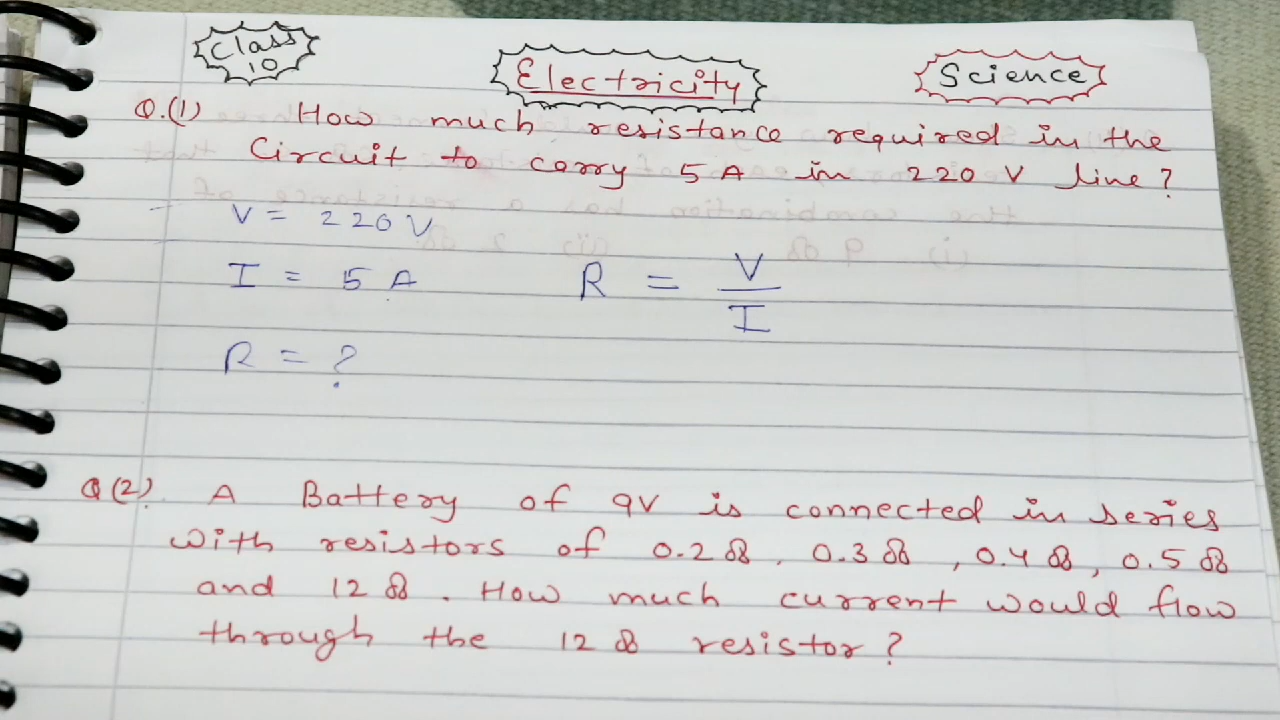 Class 10
Electricity
Science
Q.(1) How much resistance required in the
Circuit to carry 5 A in 220 V line?
V = 220 V
I = 5 A
R = V / I
R = ?
Q(2). A Battery of 9V is connected in series
with resistors of 0.2 Ω, 0.3 Ω, 0.4 Ω, 0.5 Ω
and 12 Ω. How much current would flow
through the 12 Ω resistor?